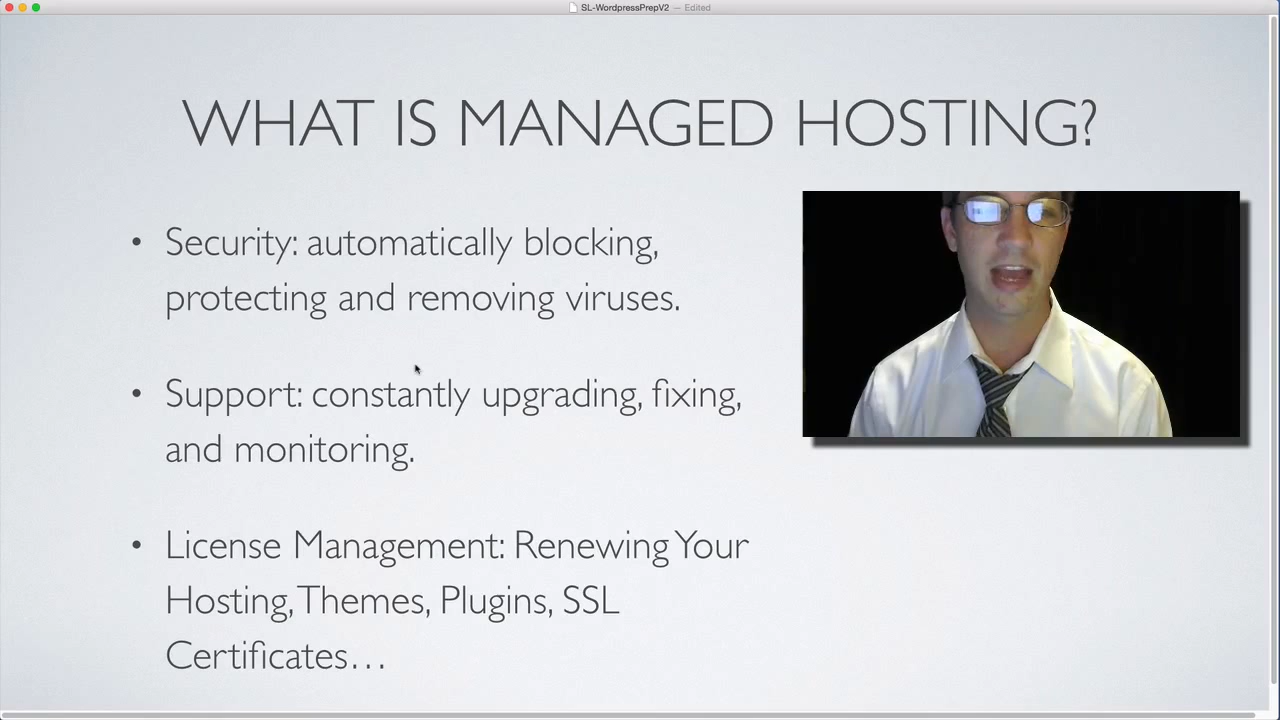 SL-WordpressPrepV2 — Edited
WHAT IS MANAGED HOSTING?
• Security: automatically blocking,
protecting and removing viruses.
• Support: constantly upgrading, fixing,
and monitoring.
• License Management: Renewing Your
Hosting, Themes, Plugins, SSL
Certificates…